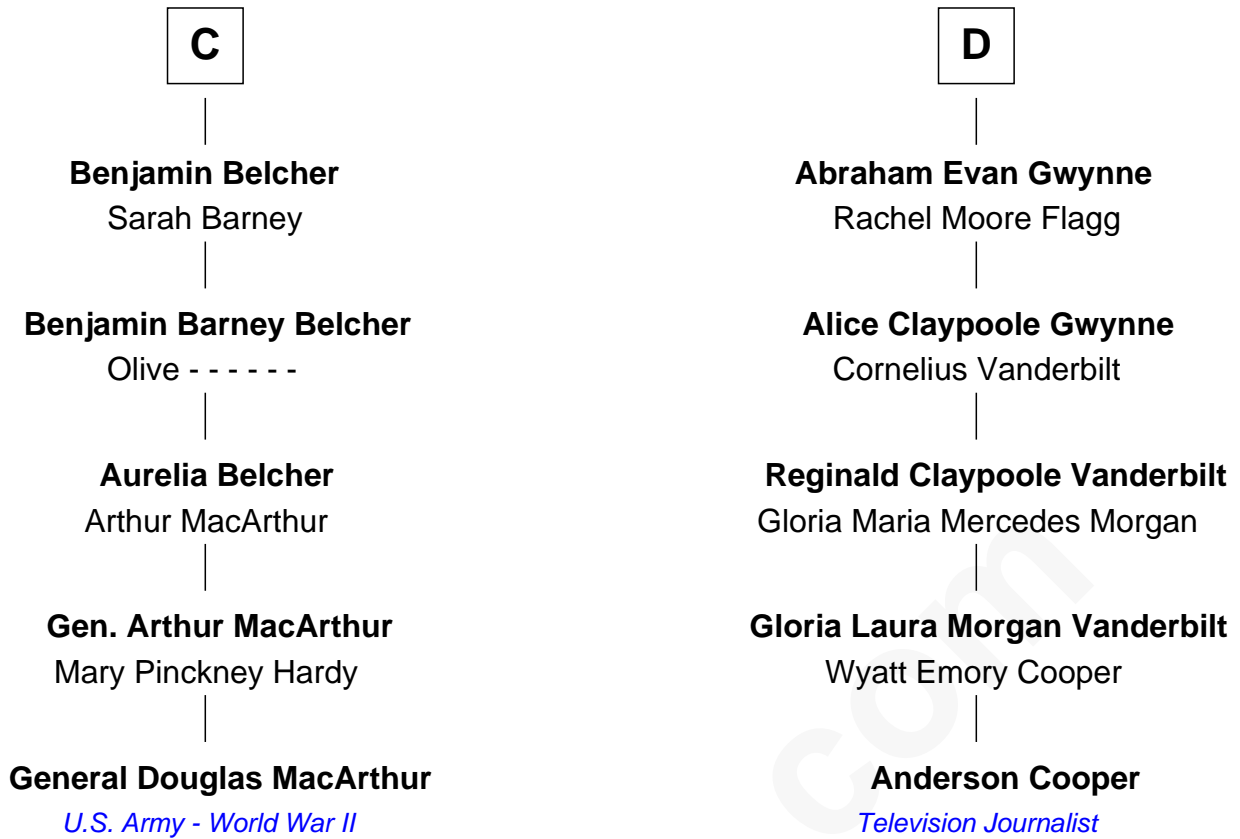 C
Benjamin Belcher
Sarah Barney
Benjamin Barney Belcher
Olive - - - - - -
Aurelia Belcher
Arthur MacArthur
Gen. Arthur MacArthur
Mary Pinckney Hardy
General Douglas MacArthur
U.S. Army - World War II
D
Abraham Evan Gwynne
Rachel Moore Flagg
Alice Claypoole Gwynne
Cornelius Vanderbilt
Reginald Claypoole Vanderbilt
Gloria Maria Mercedes Morgan
Gloria Laura Morgan Vanderbilt
Wyatt Emory Cooper
Anderson Cooper
Television Journalist
com